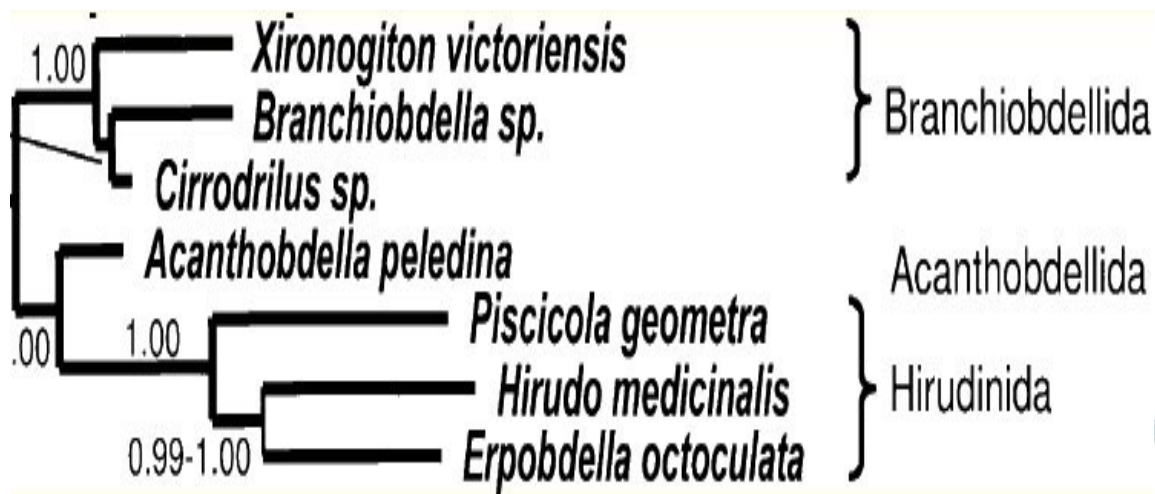 1.00
Xironogiton victoriensis
Branchiobdella sp.
Cirrodrilus sp.
Branchiobdellida
Acanthobdella peledina
Acanthobdellida
.00
1.00
Piscicola geometra
Hirudo medicinalis
Hirudinida
0.99-1.00
Erpobdella octoculata